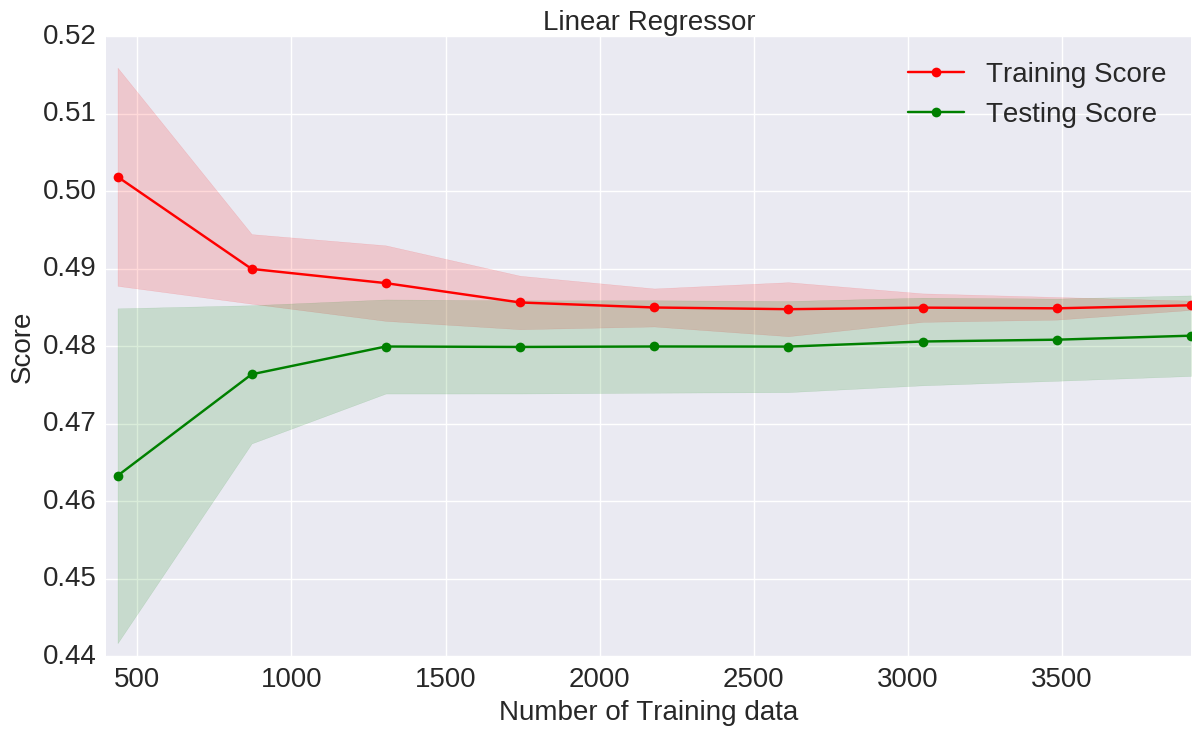 Linear Regressor
0.52
0.51
0.50
0.49
0.48
0.47
0.46
0.45
0.44
Score
Training Score
Testing Score
500 1000 1500 2000 2500 3000 3500
Number of Training data